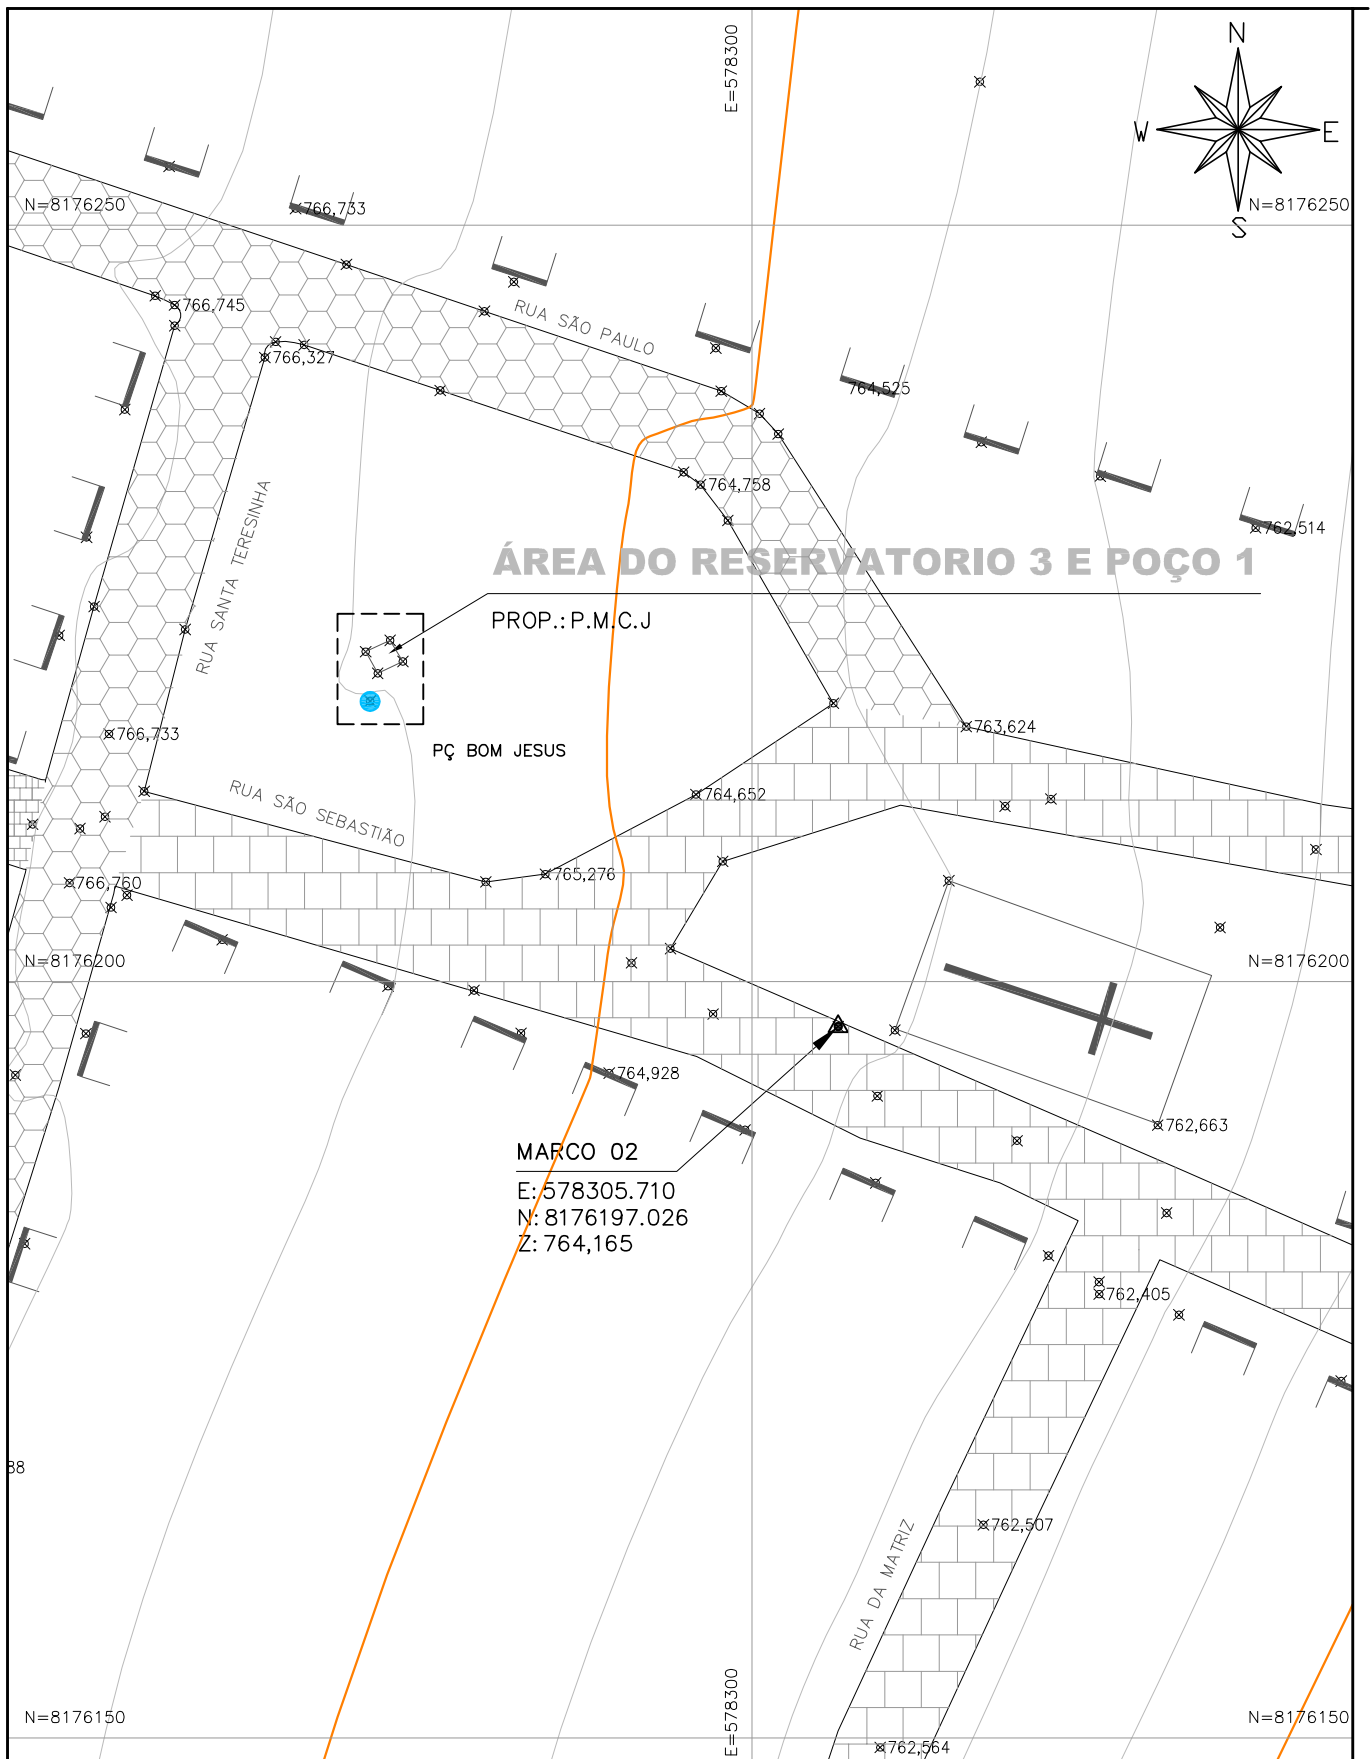 E=578300
N
W
E
S
N=8176250
N=8176250
766,733
766,745
RUA SÃO PAULO
766,327
764,525
764,758
762,514
RUA SANTA TERESINHA
ÁREA DO RESERVATORIO 3 E POÇO 1
PROP.: P.M.C.J
766,733
763,624
PÇ BOM JESUS
RUA SÃO SEBASTIÃO
764,652
765,276
766,760
N=8176200
N=8176200
764,928
762,663
MARCO 02
E: 578305.710
N: 8176197.026
Z: 764,165
762,405
88
762,507
RUA DA MATRIZ
E=578300
N=8176150
N=8176150
762,564